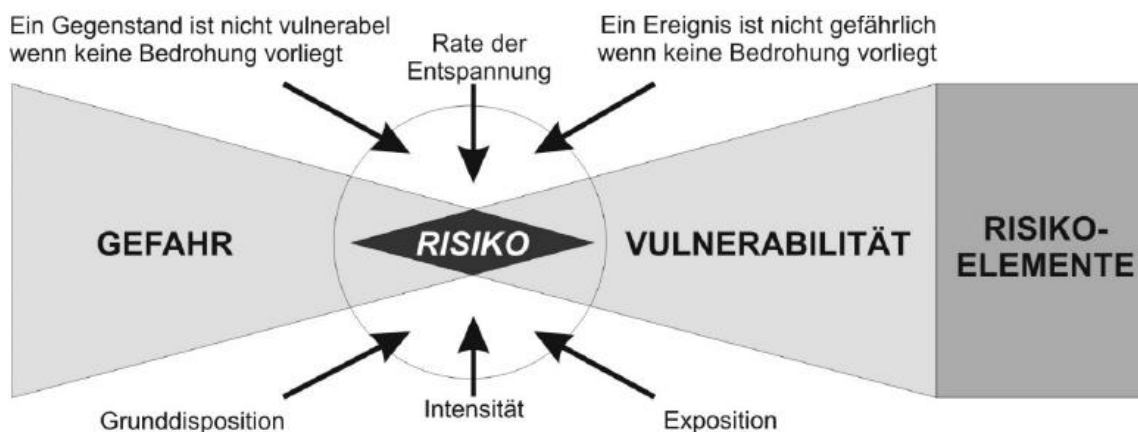 Ein Gegenstand ist nicht vulnerabel
wenn keine Bedrohung vorliegt
Rate der
Entspannung
Ein Ereignis ist nicht gefährlich
wenn keine Bedrohung vorliegt
GEFAHR
RISIKO
VULNERABILITÄT
RISIKO-
ELEMENTE
Grunddisposition
Intensität
Exposition